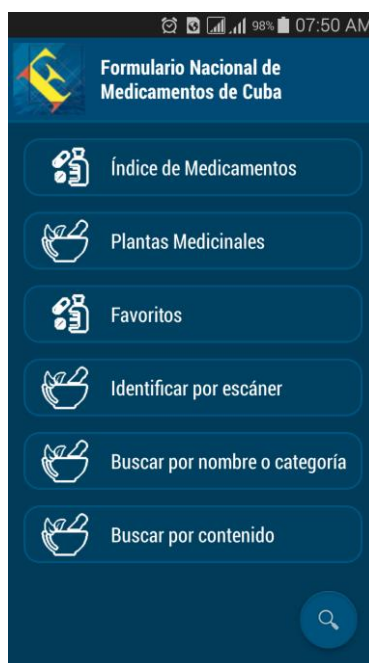 98% 07:50 AM
Formulario Nacional de
Medicamentos de Cuba
Índice de Medicamentos
Plantas Medicinales
Favoritos
Identificar por escáner
Buscar por nombre o categoría
Buscar por contenido